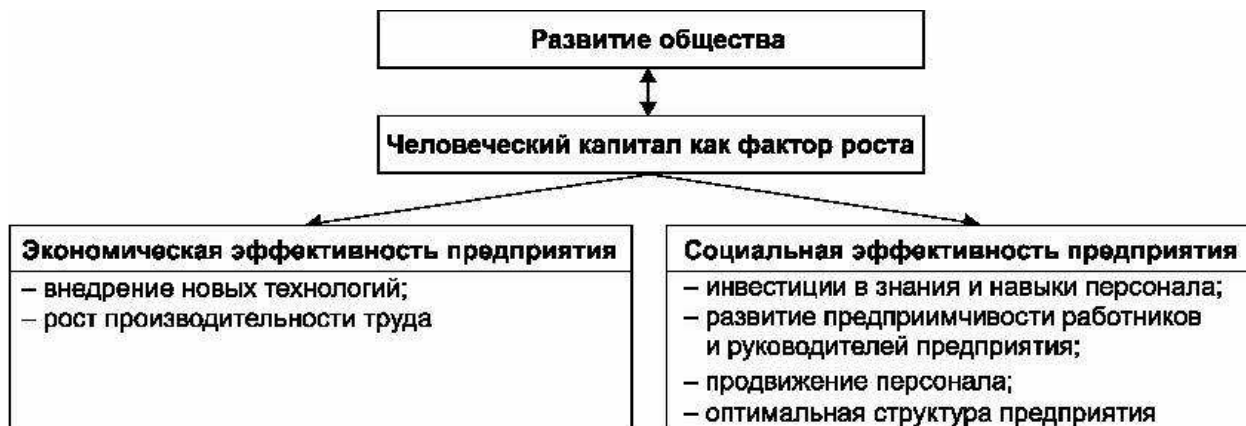 Развитие общества
Человеческий капитал как фактор роста
Экономическая эффективность предприятия
– внедрение новых технологий;
– рост производительности труда
Социальная эффективность предприятия
– инвестиции в знания и навыки персонала;
– развитие предприимчивости работников
и руководителей предприятия;
– продвижение персонала;
– оптимальная структура предприятия